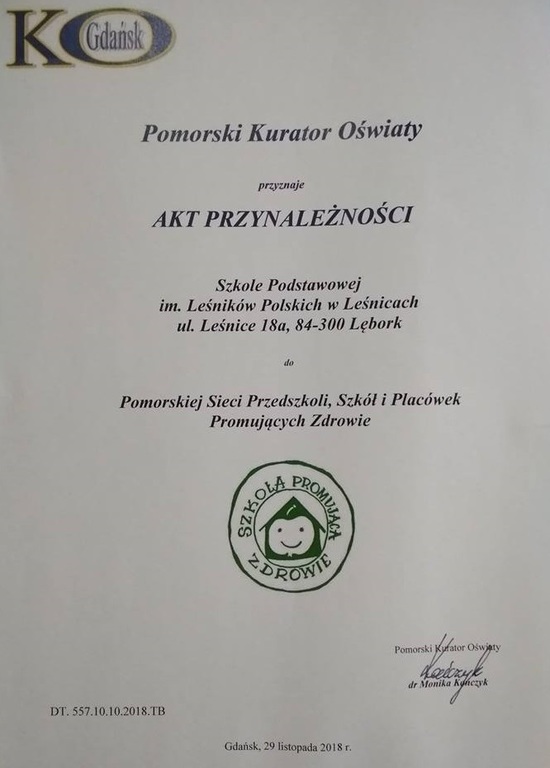 KO Gdańsk
Pomorski Kurator Oświaty
przyznaje
AKT PRZYNALEŻNOŚCI
Szkole Podstawowej
im. Leśników Polskich w Leśnicach
ul. Leśnice 18a, 84-300 Lębork
do
Pomorskiej Sieci Przedszkoli, Szkół i Placówek
Promujących Zdrowie
SZKOŁA PROMUJĄCA
ZDROWIE
Pomorski Kurator Oświaty
dr Monika Kończyk
DT. 557.10.10.2018.TB
Gdańsk, 29 listopada 2018 r.